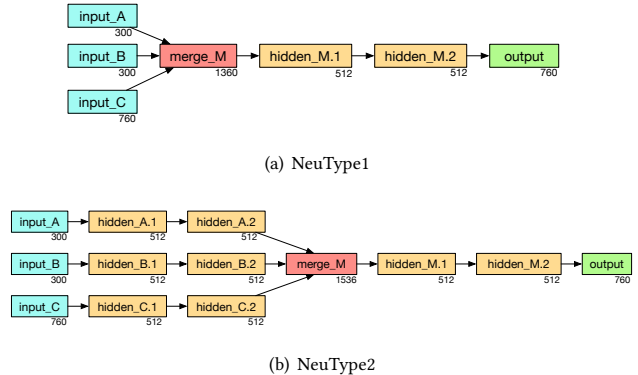 input_A
300
input_B
300
input_C
760
merge_M
1360
hidden_M.1
512
hidden_M.2
512
output
760
(a) NeuType1
input_A
300
hidden_A.1
512
hidden_A.2
512
input_B
300
hidden_B.1
512
hidden_B.2
512
input_C
760
hidden_C.1
512
hidden_C.2
512
merge_M
1536
hidden_M.1
512
hidden_M.2
512
output
760
(b) NeuType2